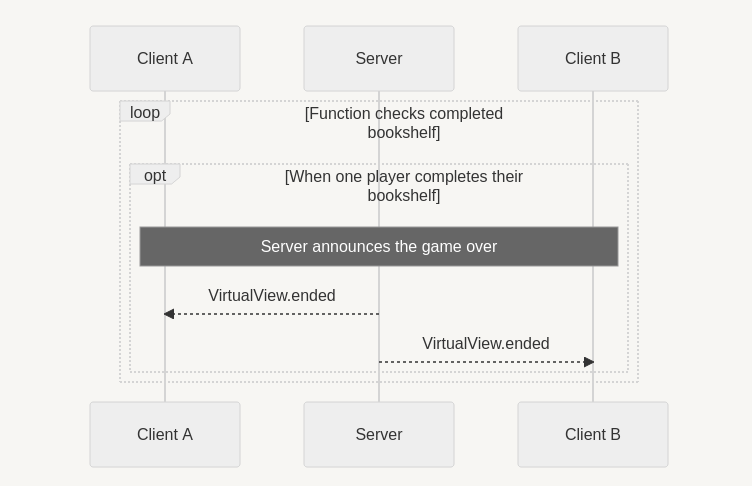 Client A
Server
Client B
loop
[Function checks completed
bookshelf]
opt
[When one player completes their
bookshelf]
Server announces the game over
VirtualView.ended
VirtualView.ended
Client A
Server
Client B